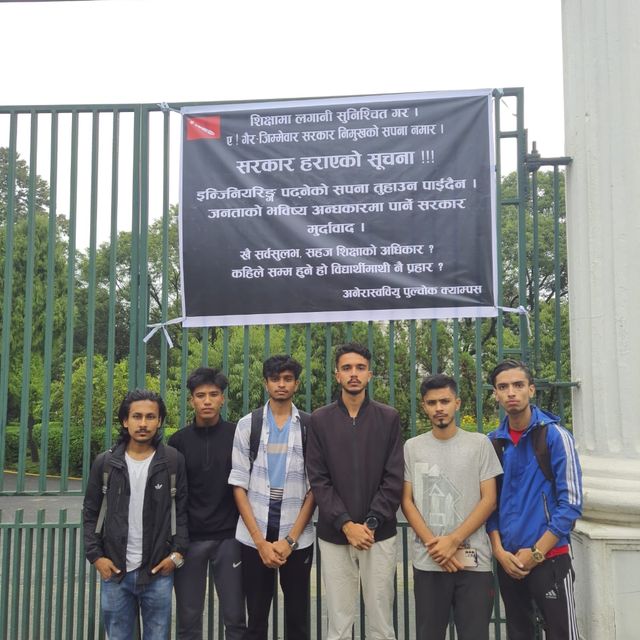 शिक्षामा लगानी सुनिश्चित गर ।
ए ! गैर जिम्मेवार सरकार निमुखको सपना नमार ।
सरकार हराएको सूचना !!!
इन्जिनियरिङ्ग पढ्नेको सपना तुहाउन पाईदैन ।
जनताको भविष्य अन्धकारमा पार्ने सरकार
मूर्दावाद ।
खै सर्वसुलभ, सहज शिक्षाको अधिकार ?
कहिले सम्म हुने हो विद्यार्थीमाथी नै प्रहार ?
अनेरास्ववियु पुल्चोक क्याम्पस